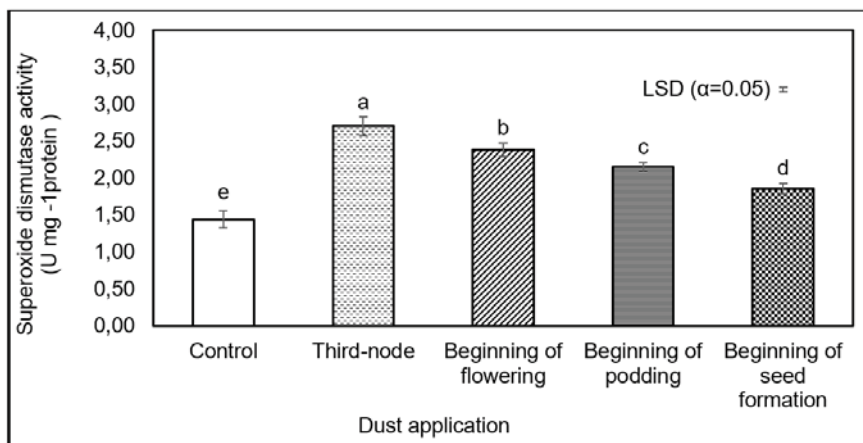 Superoxide dismutase activity
(U mg -1protein )
4,00
3,50
3,00
2,50
2,00
1,50
1,00
0,50
0,00
LSD (α=0.05)
e
a
b
c
d
Control
Third-node
Beginning of
flowering
Beginning of
podding
Beginning of
seed
formation
Dust application